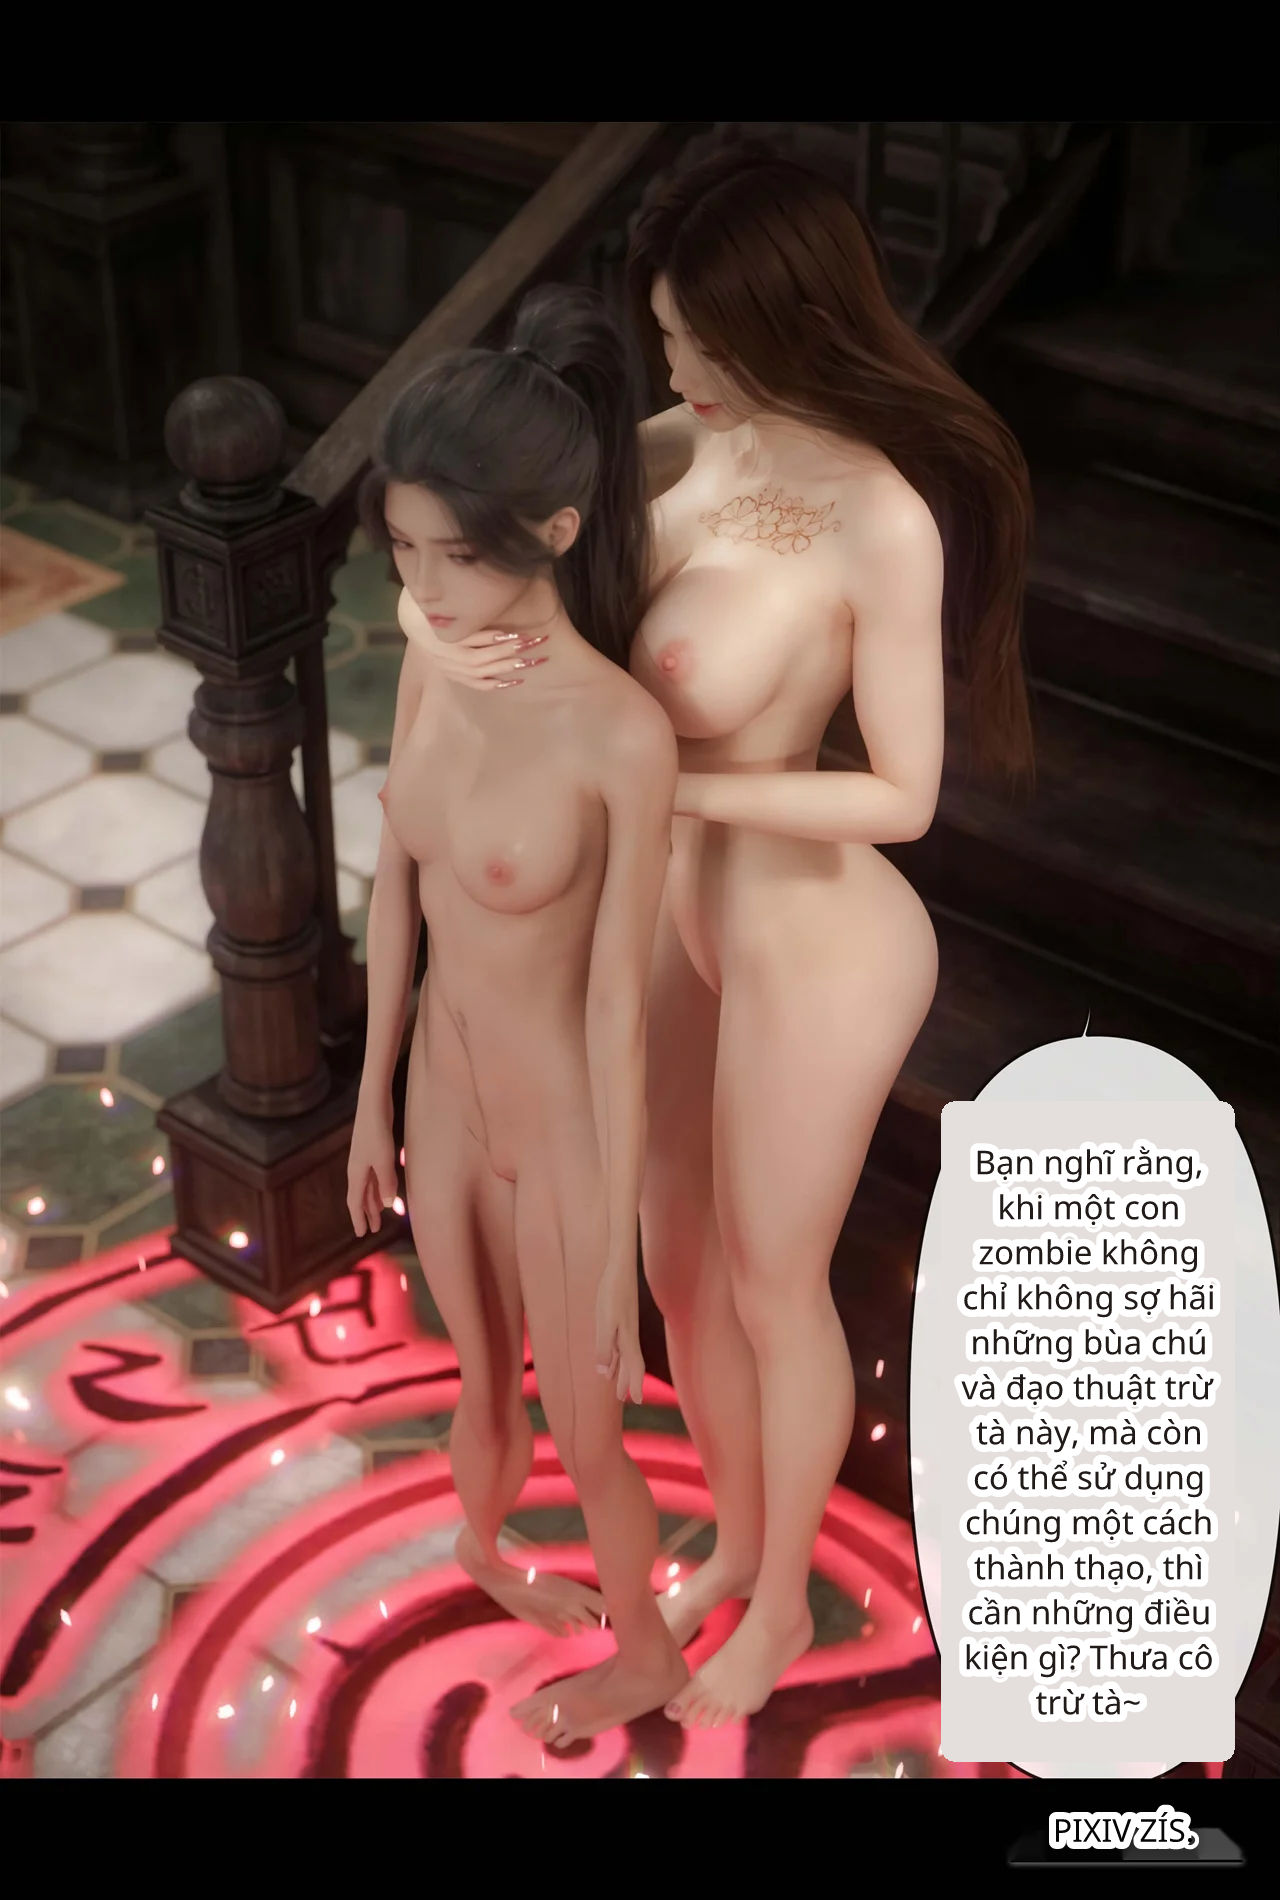 Bạn nghĩ rằng,
khi một con
zombie không
chỉ không sợ hãi
những bùa chú
và đạo thuật trừ
tà này, mà còn
có thể sử dụng
chúng một cách
thành thạo, thì
cần những điều
kiện gì? Thưa cô
trừ tà~
PIXIV ZÍS,